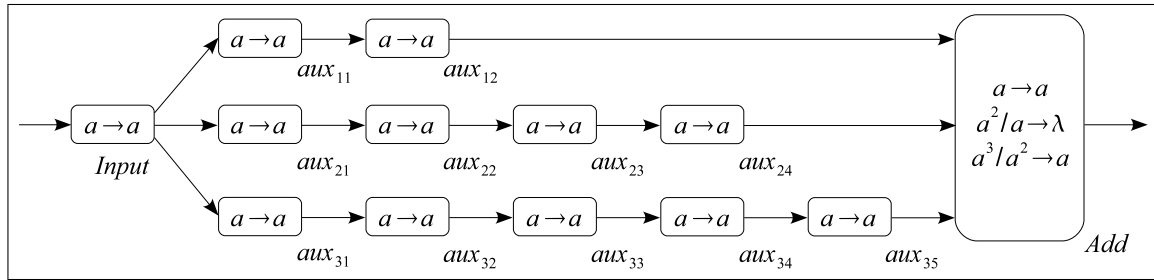 a→a a→a
aux₁₁ aux₁₂
a→a a→a a→a a→a a→a
Input aux₂₁ aux₂₂ aux₂₃ aux₂₄
a→a a→a a→a a→a a→a
aux₃₁ aux₃₂ aux₃₃ aux₃₄ aux₃₅
a→a
a²/a→λ
a³/a²→a
Add